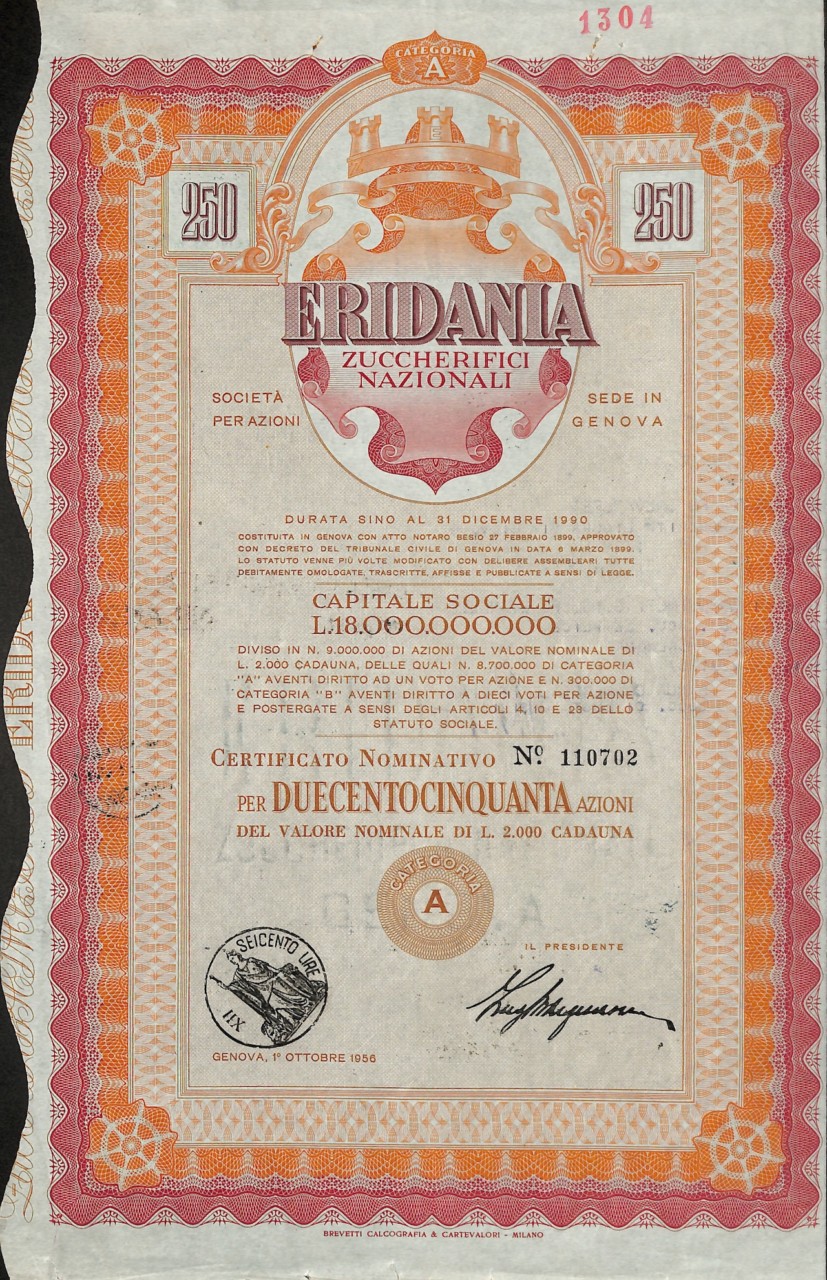 1304
CATEGORIA
A
250 250
ERIDANIA
ZUCCHERIFICI
NAZIONALI
SOCIETÀ
PER AZIONI
SEDE IN
GENOVA
DURATA SINO AL 31 DICEMBRE 1990
COSTITUITA IN GENOVA CON ATTO NOTARO BESIO 27 FEBBRAIO 1899, APPROVATO
CON DECRETO DEL TRIBUNALE CIVILE DI GENOVA IN DATA 6 MARZO 1899.
LO STATUTO VENNE PIÙ VOLTE MODIFICATO CON DELIBERE ASSEMBLEARI TUTTE
DEBITAMENTE OMOLOGATE, TRASCRITTE, AFFISSE E PUBBLICATE A SENSI DI LEGGE.
CAPITALE SOCIALE
L.18.000.000.000
DIVISO IN N. 9.000.000 DI AZIONI DEL VALORE NOMINALE DI
L. 2.000 CADAUNA, DELLE QUALI N. 8.700.000 DI CATEGORIA
"A" AVENTI DIRITTO AD UN VOTO PER AZIONE E N. 300.000 DI
CATEGORIA "B" AVENTI DIRITTO A DIECI VOTI PER AZIONE
E POSTERGATE A SENSI DEGLI ARTICOLI 4, 10 E 23 DELLO
STATUTO SOCIALE.
CERTIFICATO NOMINATIVO Nº 110702
PER DUECENTOCINQUANTA AZIONI
DEL VALORE NOMINALE DI L. 2.000 CADAUNA
CATEGORIA
A
IL PRESIDENTE
SEICENTO LIRE
XII
GENOVA, 1º OTTOBRE 1956
BREVETTI CALCOGRAFIA & CARTEVALORI - MILANO